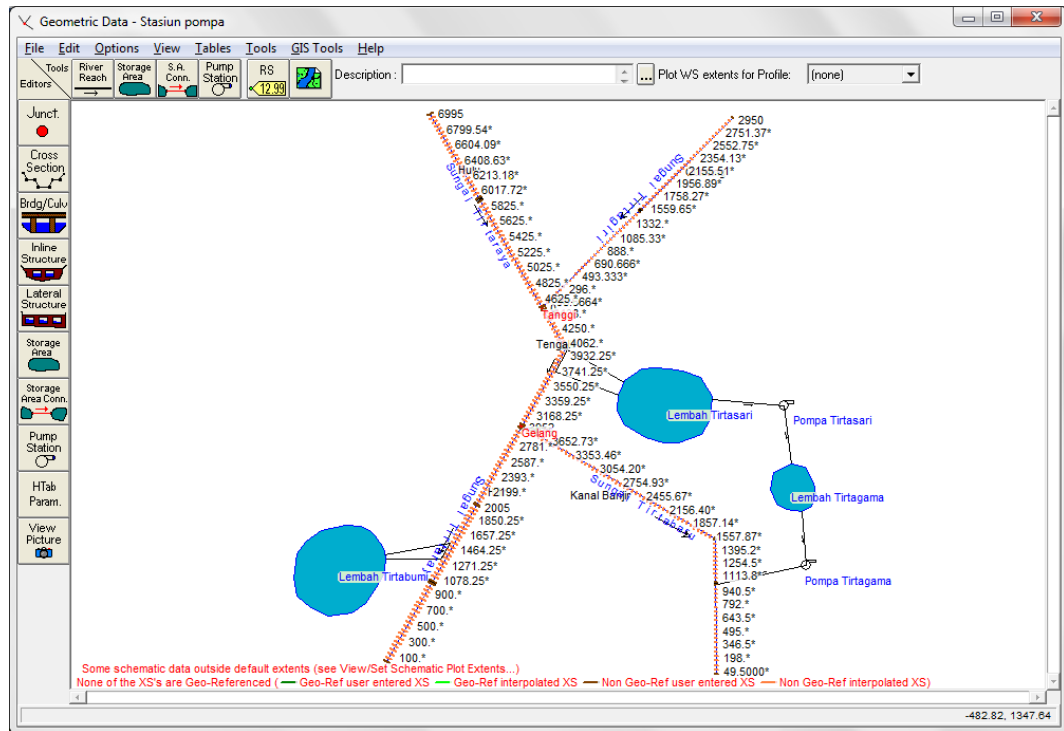 Geometric Data - Stasiun pompa
File Edit Options View Tables Tools GIS Tools Help
Tools
Editors
River Reach
Storage Area
S.A. Conn.
Pump Station
RS
12.99
Description :
...
Plot WS extents for Profile:
(none)
Junct.
Cross Section
Brdg/Culv
Inline Structure
Lateral Structure
Storage Area
Storage Area Conn.
Pump Station
HTab Param.
View Picture
6995
6799.54*
6604.09*
6408.63*
6213.18*
6017.72*
5825.*
5625.*
5425.*
5225.*
5025.*
4825.*
4625.*
Sungai Tirtaraya
2950
2751.37*
2552.75*
2354.13*
2155.51*
1956.89*
1758.27*
1559.65*
1332.*
1085.33*
888.*
690.666*
493.333*
296.*
Sungai Tirtagiri
Tanggi
4250.*
4062.*
Tenga
3932.25*
3741.25*
3550.25*
3359.25*
3168.25*
Gelang
2781.*
2587.*
2393.*
2199.*
2005
1850.25*
1657.25*
1464.25*
1271.25*
1078.25*
900.*
700.*
500.*
300.*
100.*
3652.73*
3353.46*
3054.20*
2754.93*
2455.67*
2156.40*
1857.14*
1557.87*
1395.2*
1254.5*
1113.8*
940.5*
792.*
643.5*
495.*
346.5*
198.*
49.5000*
Kanal Banjir
Sungai Tirtabaru
Lembah Tirtasari
Pompa Tirtasari
Lembah Tirtagama
Pompa Tirtagama
Lembah Tirtabumi
Some schematic data outside default extents (see View/Set Schematic Plot Extents...)
None of the XS's are Geo-Referenced ( Geo-Ref user entered XS Geo-Ref interpolated XS Non Geo-Ref user entered XS Non Geo-Ref interpolated XS)
-482.82, 1347.64